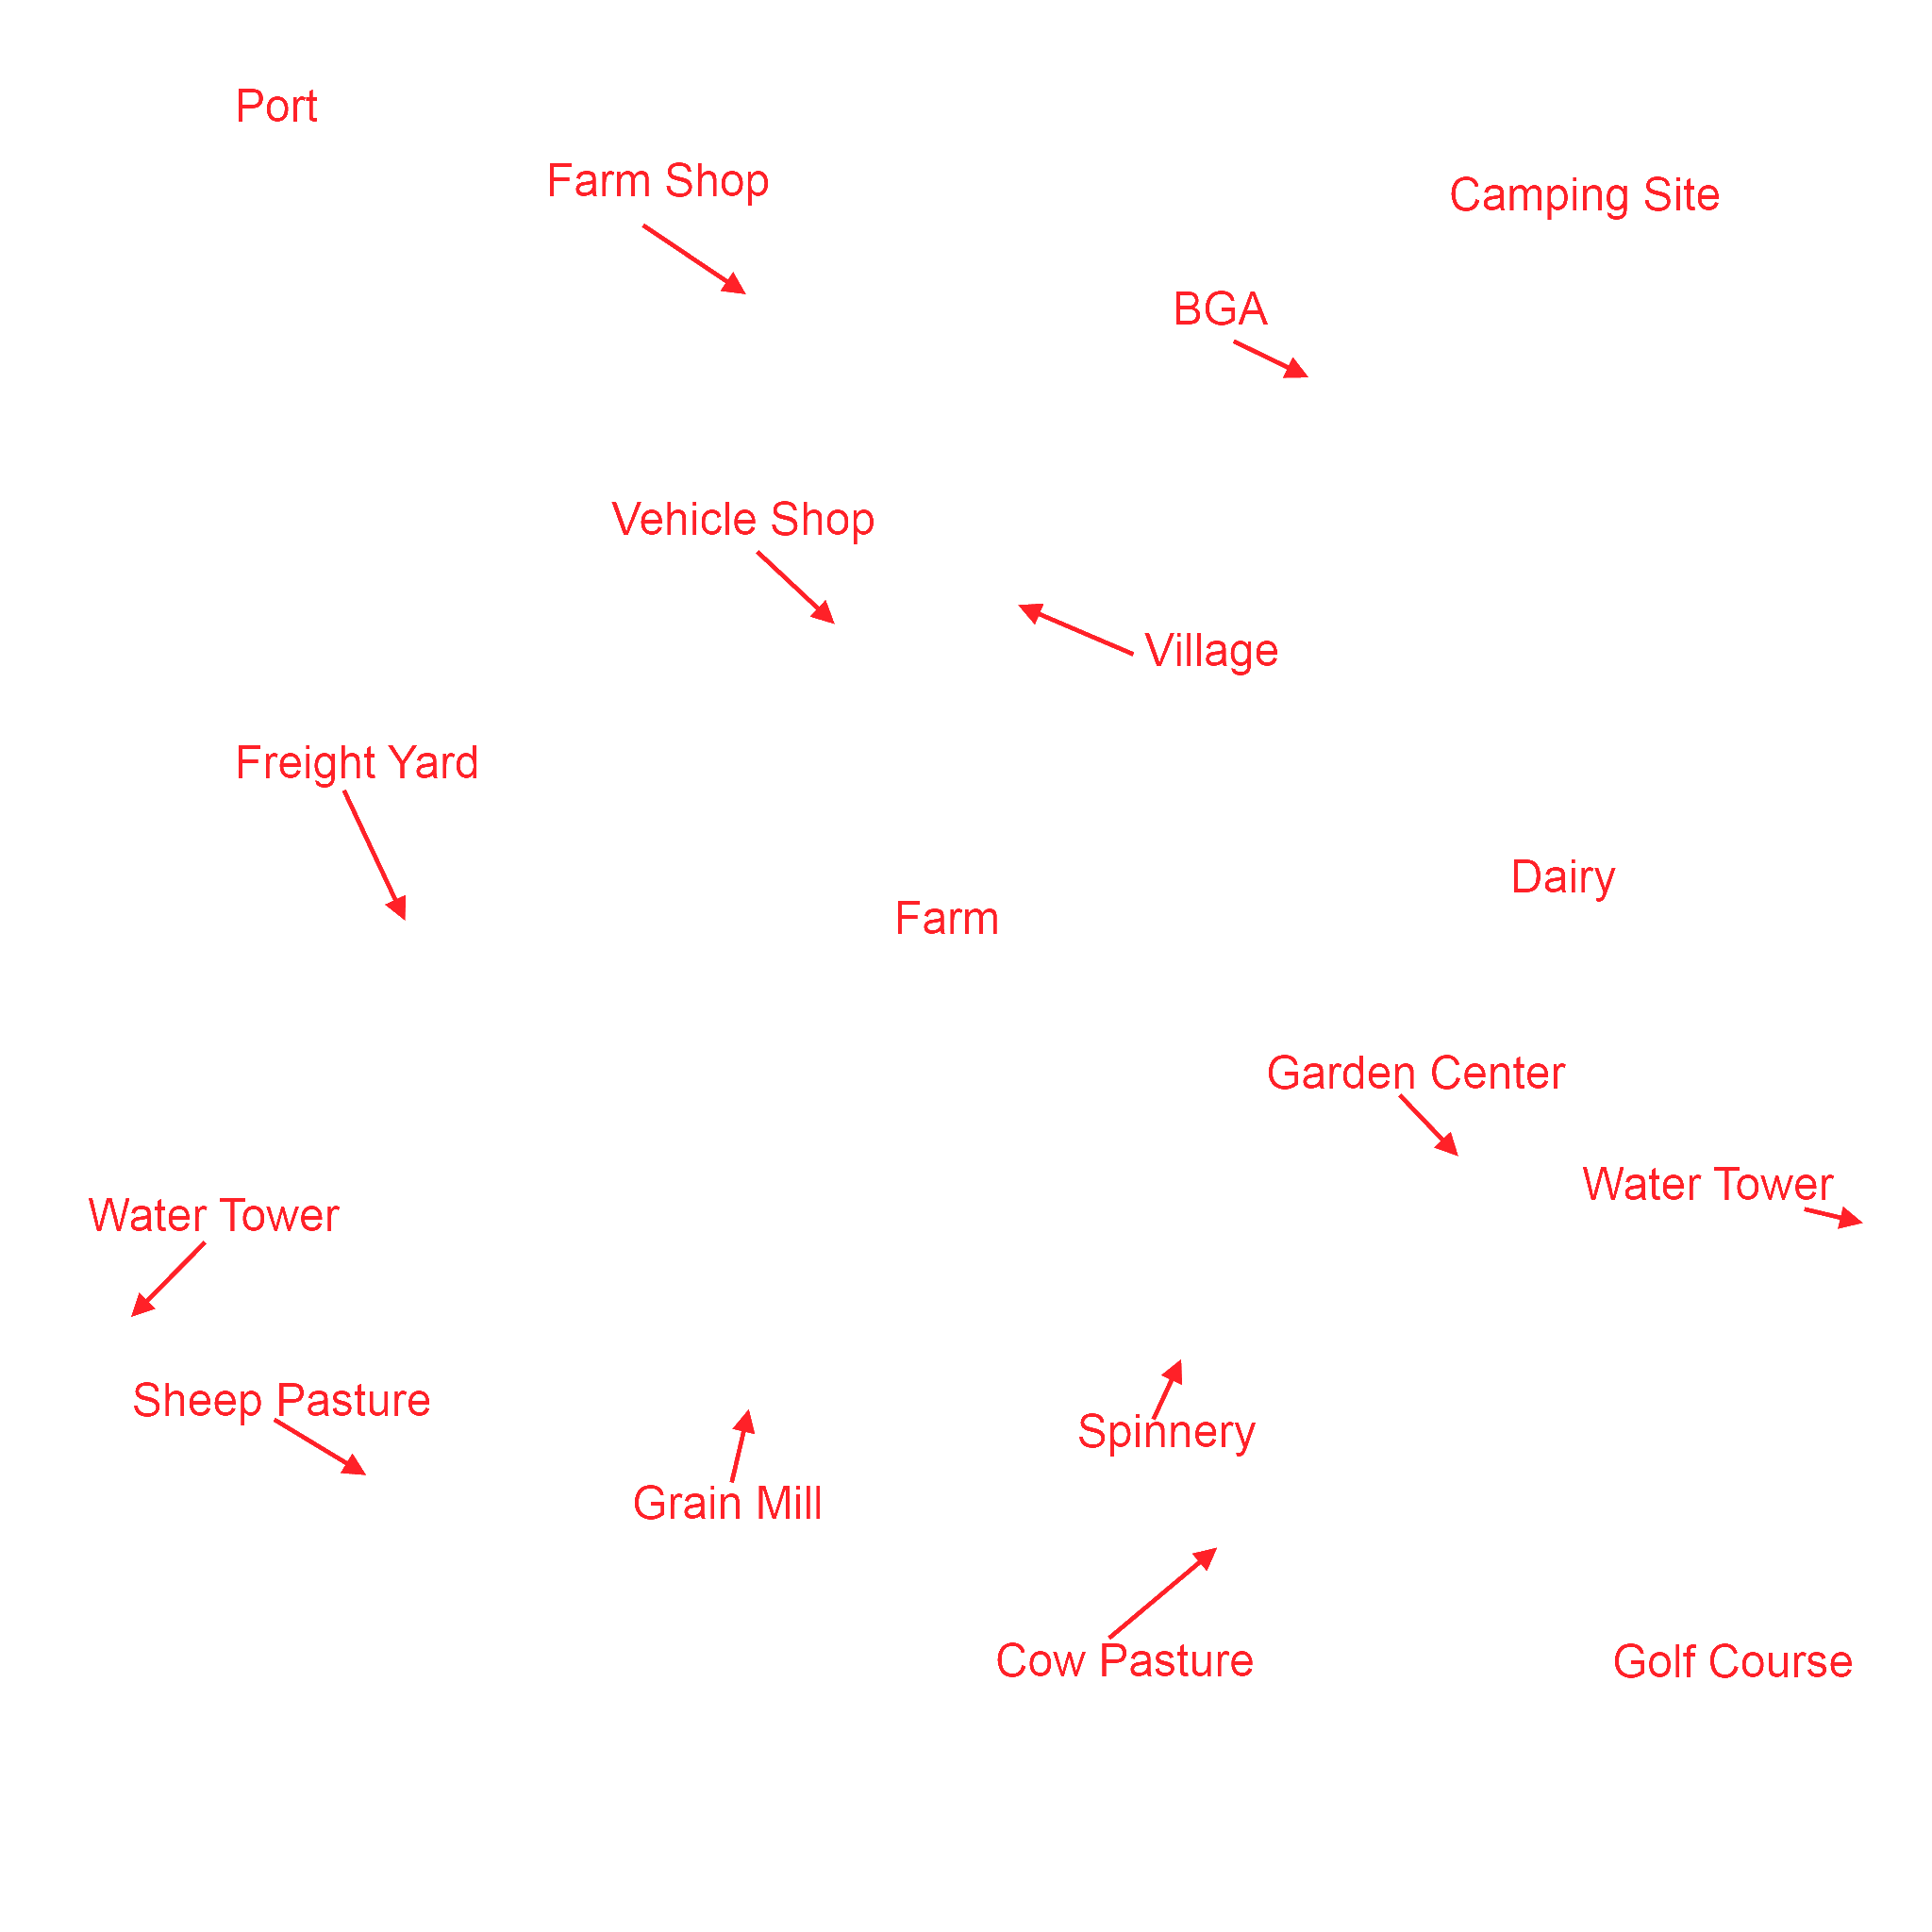 Port
Farm Shop
Camping Site
BGA
Vehicle Shop
Village
Freight Yard
Dairy
Farm
Garden Center
Water Tower
Water Tower
Sheep Pasture
Spinnery
Grain Mill
Cow Pasture
Golf Course